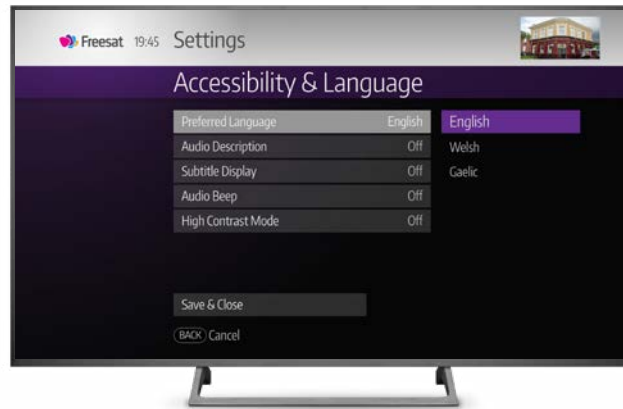 Freesat 19:45 Settings
Accessibility & Language
Preferred Language English English
Audio Description Off Welsh
Subtitle Display Off Gaelic
Audio Beep Off
High Contrast Mode Off
Save & Close
BACK Cancel